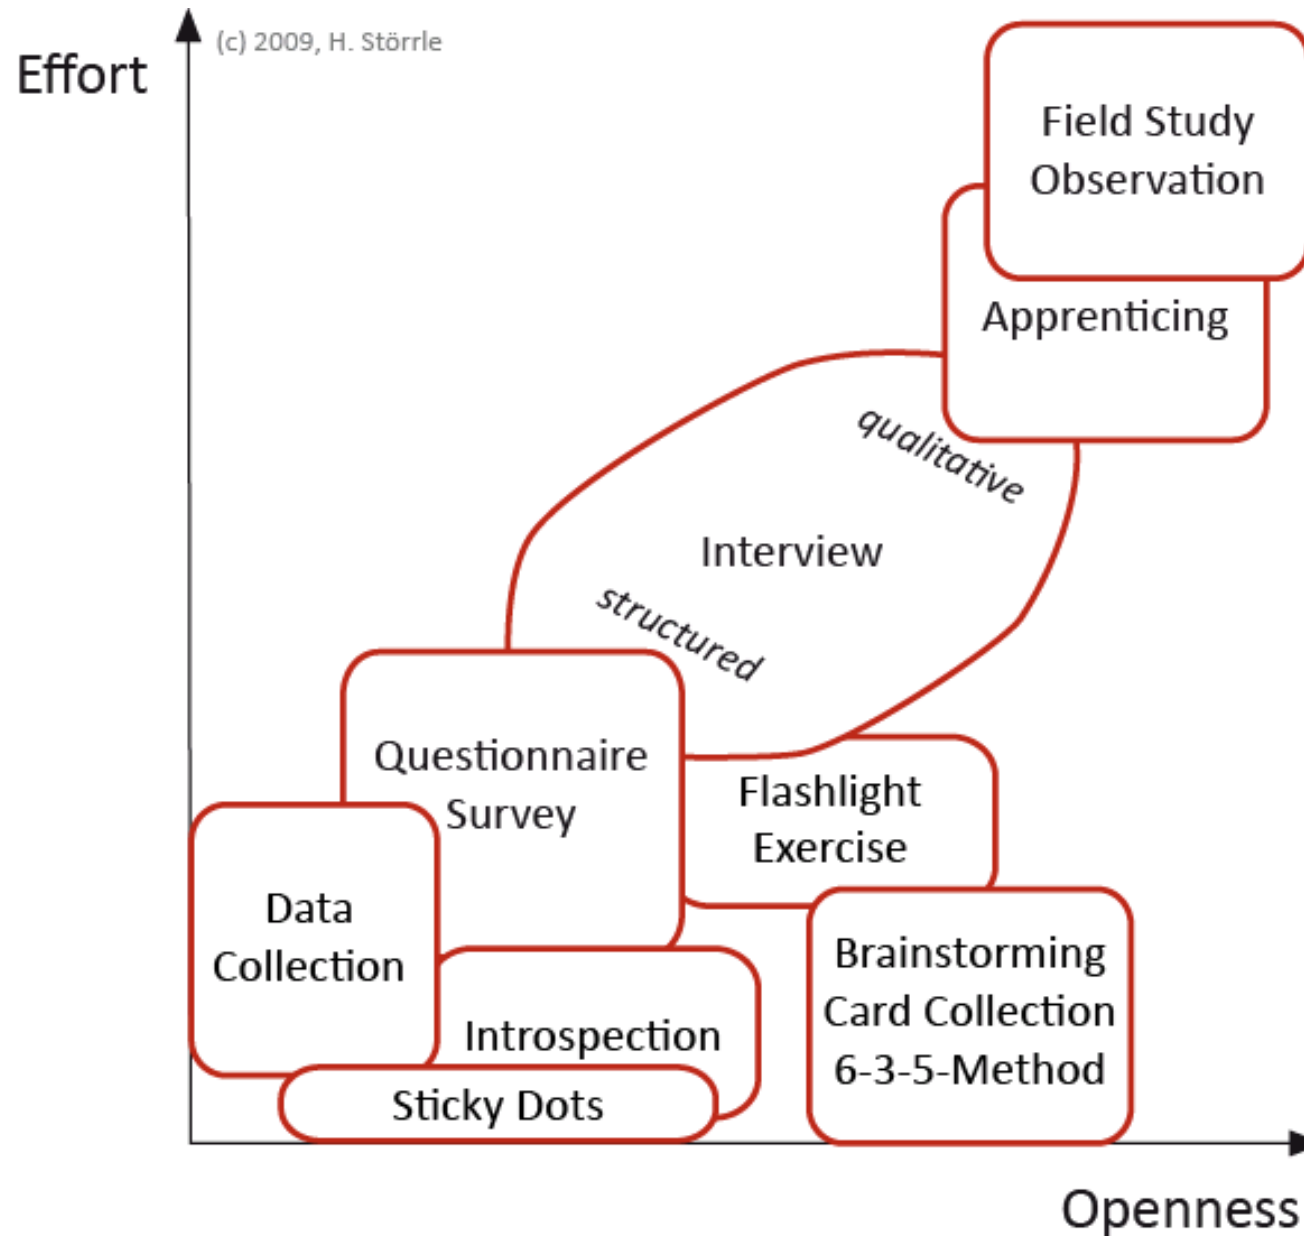 (c) 2009, H. Störrle
Effort
Field Study
Observation
Apprenticing
qualitative
Interview
structured
Questionnaire
Survey
Flashlight
Exercise
Data
Collection
Brainstorming
Card Collection
6-3-5-Method
Introspection
Sticky Dots
Openness